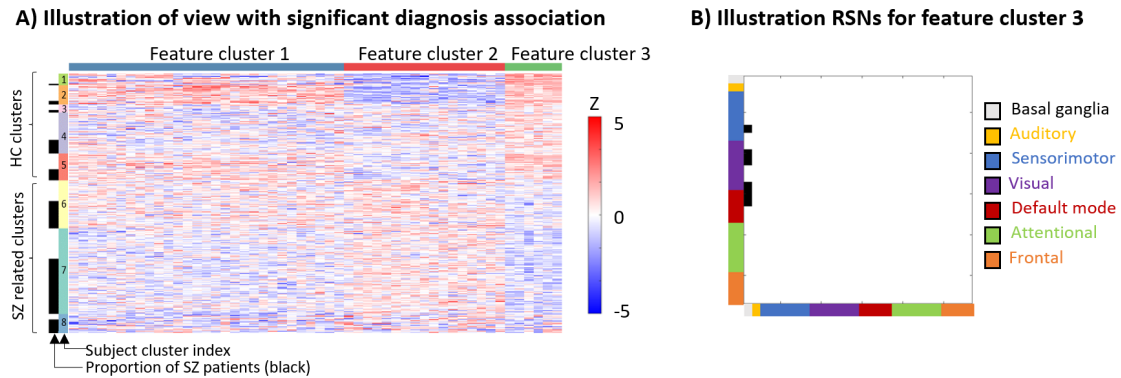 A) Illustration of view with significant diagnosis association
Feature cluster 1
Feature cluster 2
Feature cluster 3
HC clusters
SZ related clusters
1
2
3
4
5
6
7
8
Z
5
0
-5
Subject cluster index
Proportion of SZ patients (black)
B) Illustration RSNs for feature cluster 3
Basal ganglia
Auditory
Sensorimotor
Visual
Default mode
Attentional
Frontal